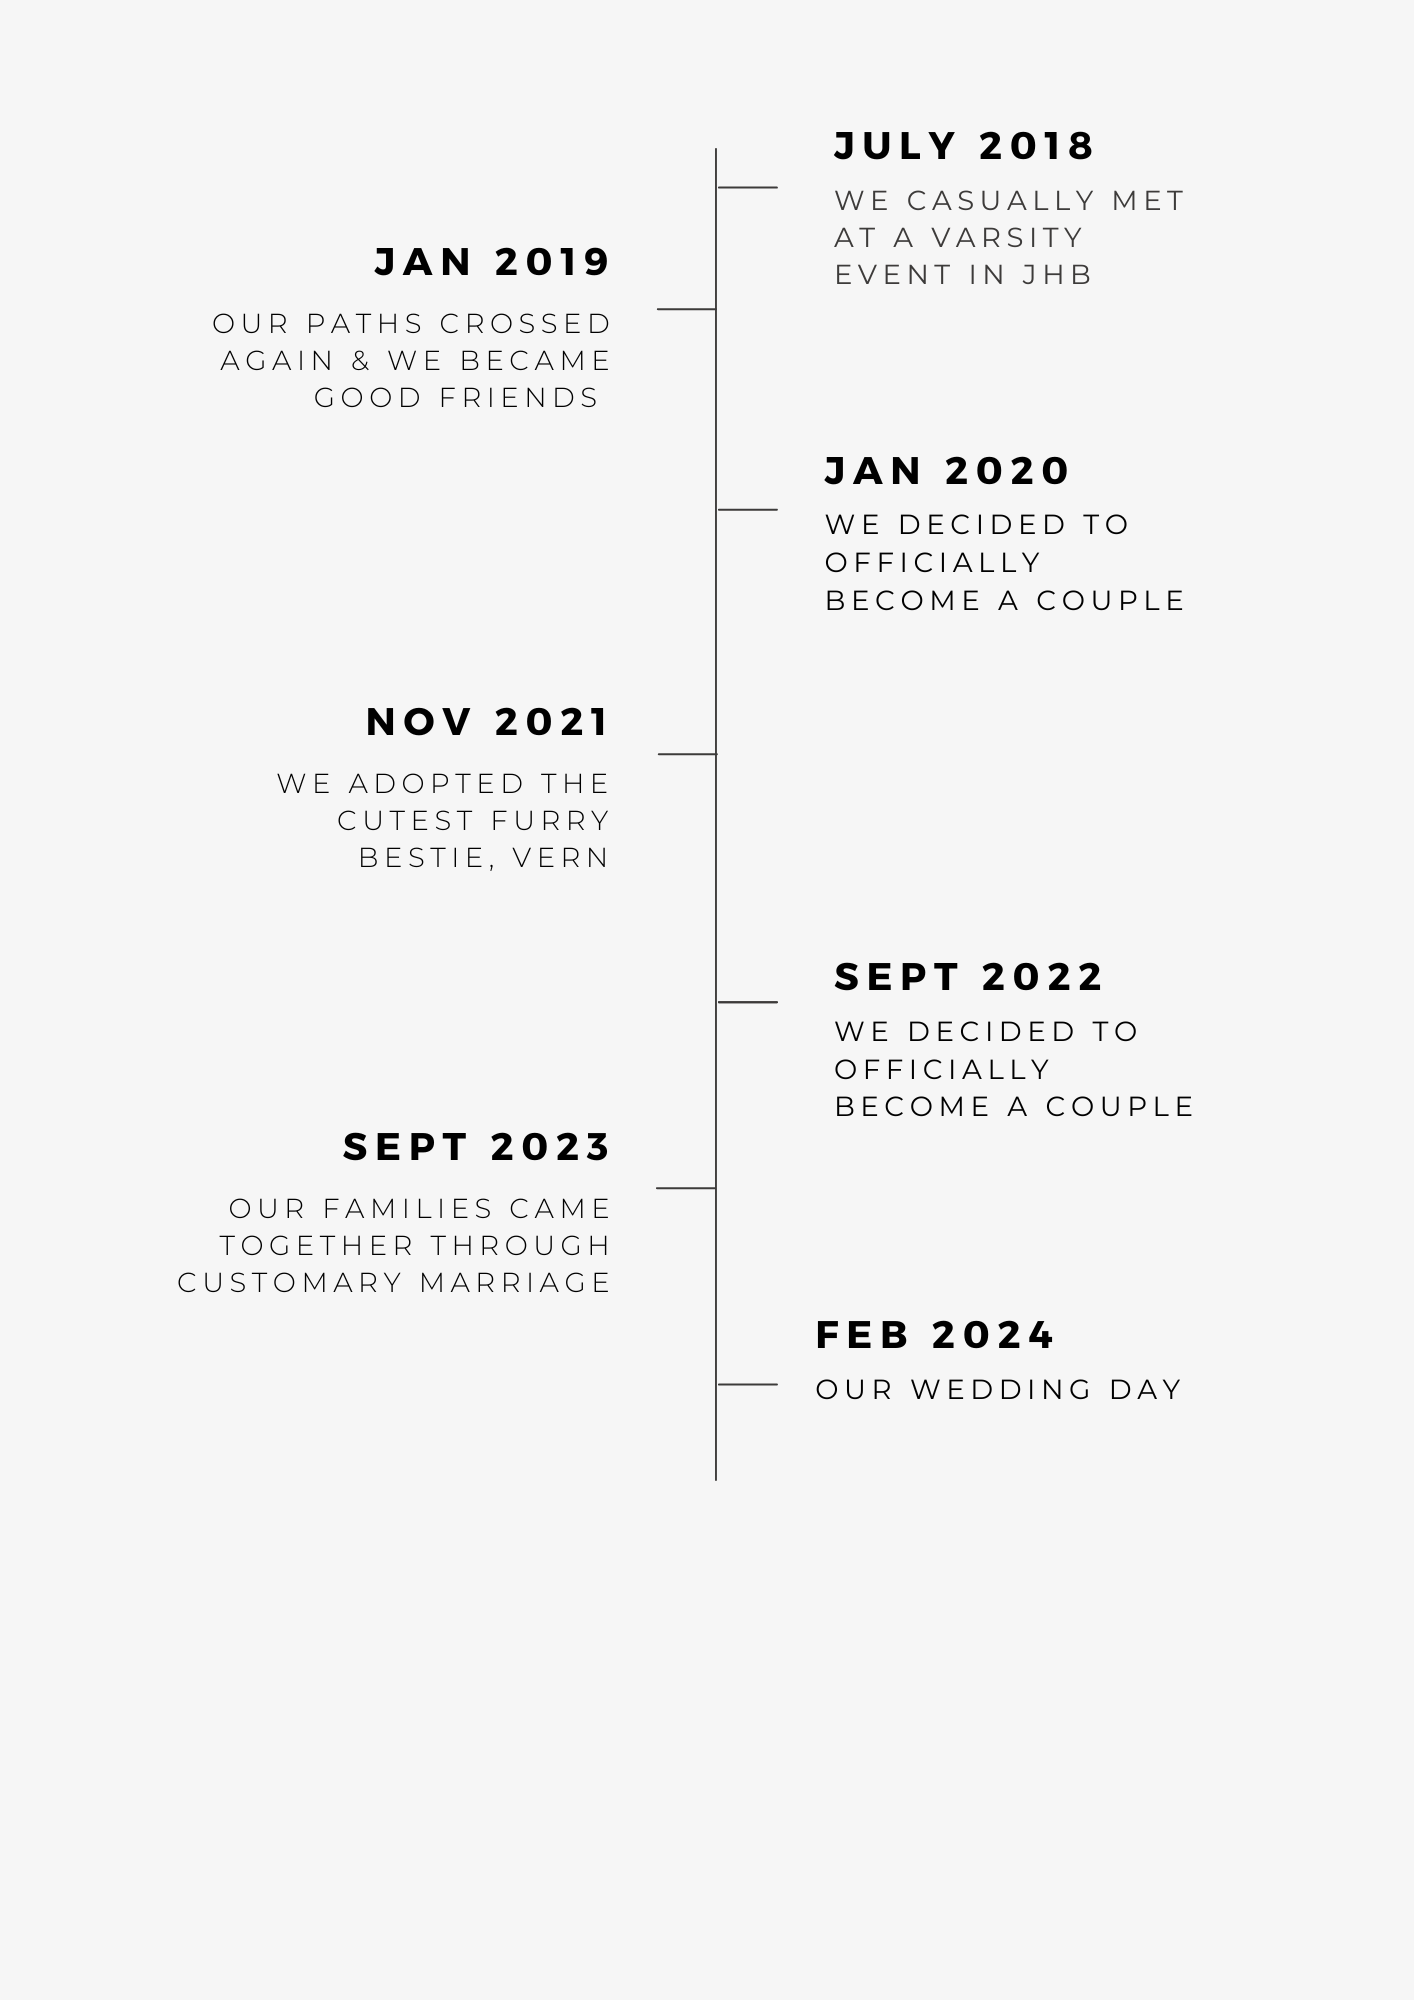 JULY 2018
WE CASUALLY MET
AT A VARSITY
EVENT IN JHB
JAN 2019
OUR PATHS CROSSED
AGAIN & WE BECAME
GOOD FRIENDS
JAN 2020
WE DECIDED TO
OFFICIALLY
BECOME A COUPLE
NOV 2021
WE ADOPTED THE
CUTEST FURRY
BESTIE, VERN
SEPT 2022
WE DECIDED TO
OFFICIALLY
BECOME A COUPLE
SEPT 2023
OUR FAMILIES CAME
TOGETHER THROUGH
CUSTOMARY MARRIAGE
FEB 2024
OUR WEDDING DAY